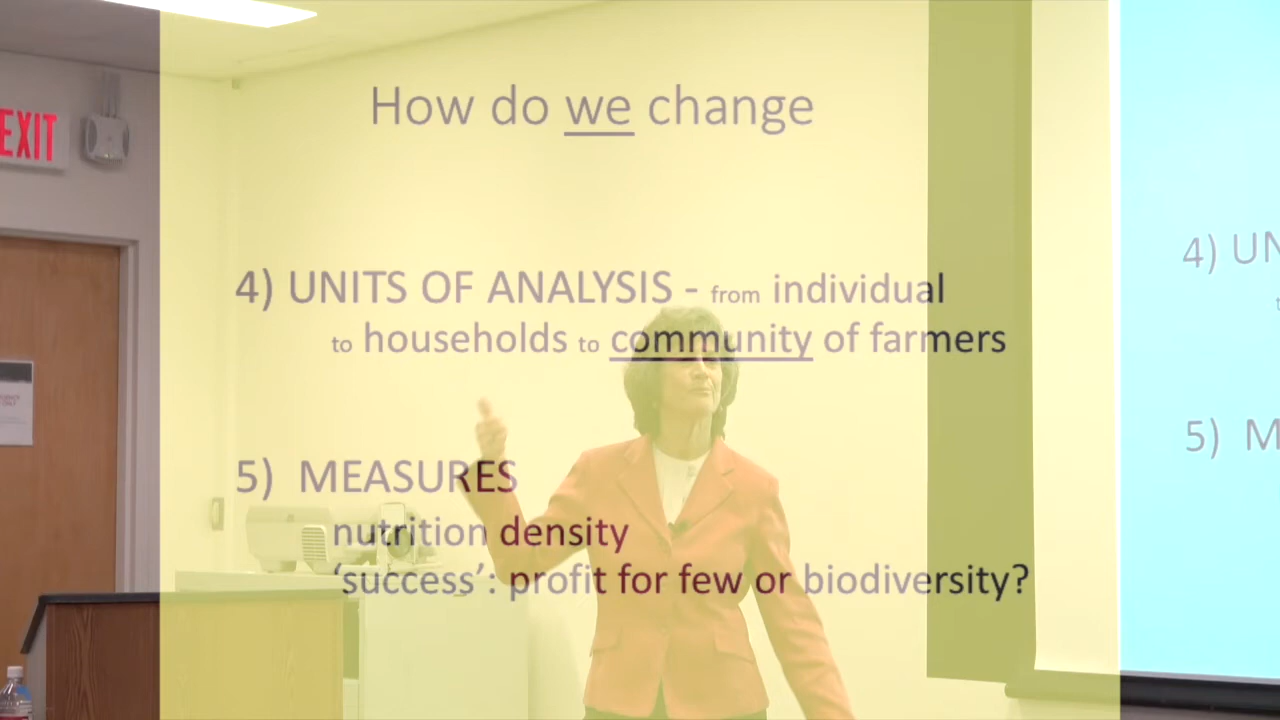 EXIT
How do we change
4) UNITS OF ANALYSIS - from individual
to households to community of farmers
5) MEASURES
nutrition density
‘success’: profit for few or biodiversity?
4) UN
5) M